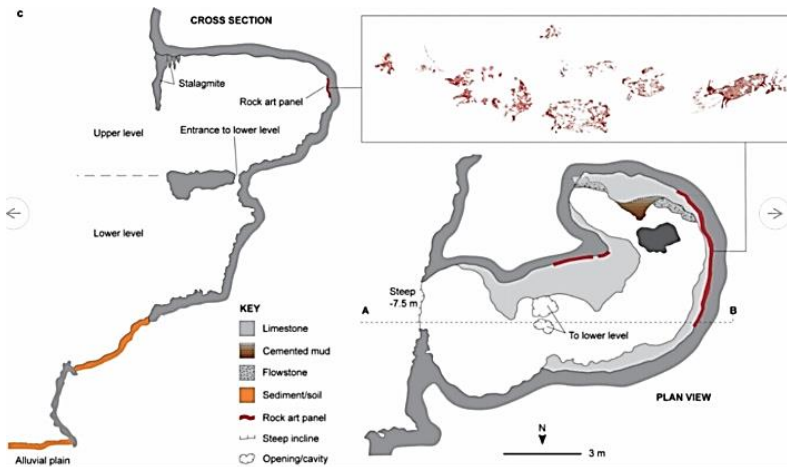 c
CROSS SECTION
Stalagmite
Rock art panel
Upper level
Entrance to lower level
Lower level
KEY
Limestone
Cemented mud
Flowstone
Sediment/soil
Rock art panel
Steep incline
Opening/cavity
Alluvial plain
Steep
-7.5 m
A
B
To lower level
PLAN VIEW
N
3 m